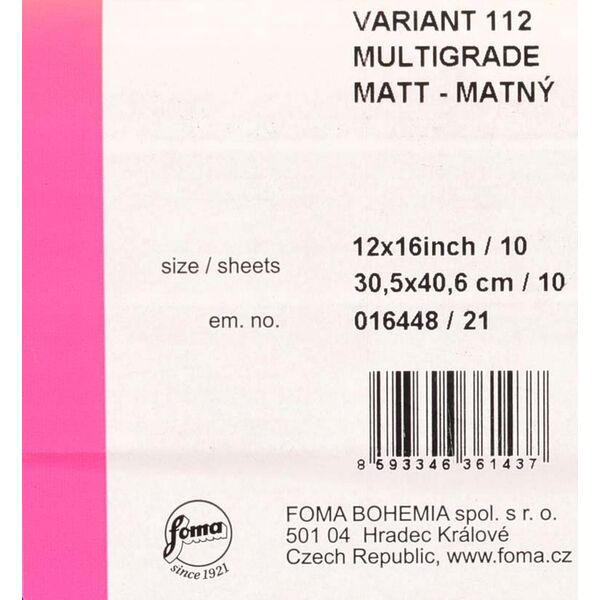 VARIANT 112
MULTIGRADE
MATT - MATNÝ
size / sheets
12x16inch / 10
30,5x40,6 cm / 10
em. no.
016448 / 21
8 593346 361437
foma
since 1921
FOMA BOHEMIA spol. s r. o.
501 04 Hradec Králové
Czech Republic, www.foma.cz